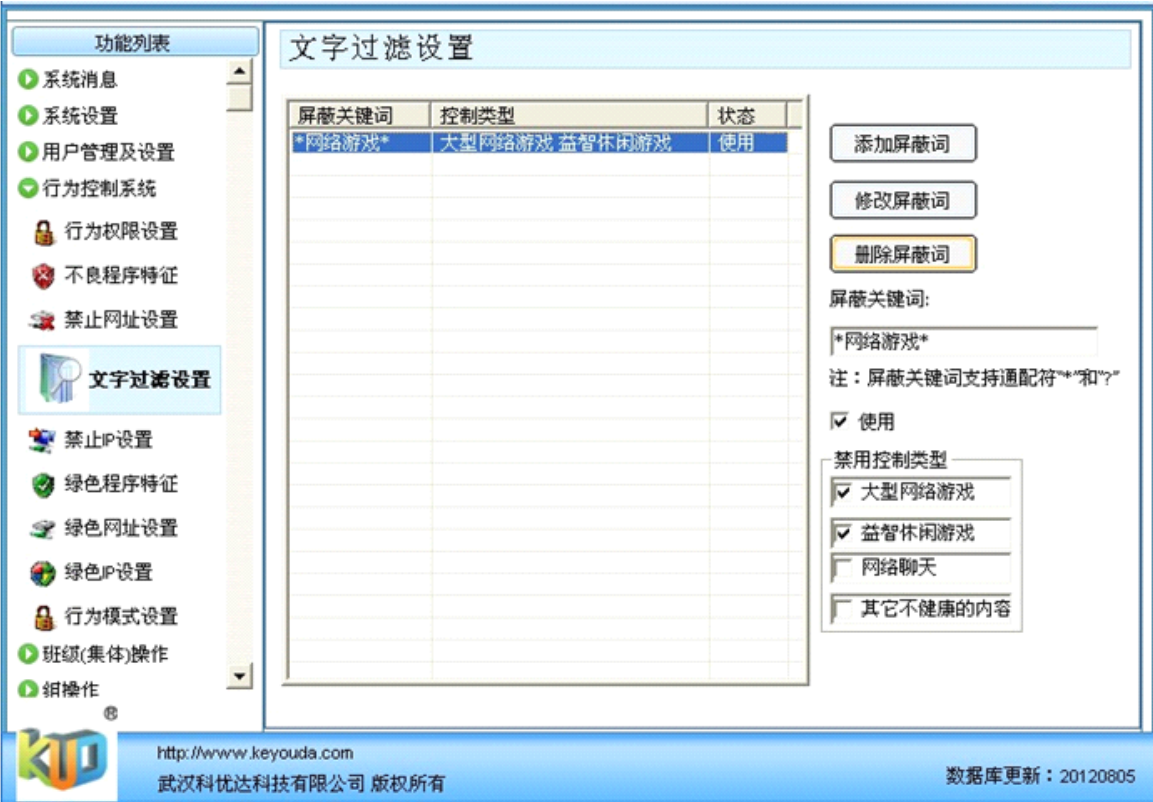 功能列表
系统消息
系统设置
用户管理及设置
行为控制系统
行为权限设置
不良程序特征
禁止网址设置
文字过滤设置
禁止IP设置
绿色程序特征
绿色网址设置
绿色IP设置
行为模式设置
班级(集体)操作
组操作
文字过滤设置
屏蔽关键词 控制类型 状态
*网络游戏* 大型网络游戏 益智休闲游戏 使用
添加屏蔽词
修改屏蔽词
删除屏蔽词
屏蔽关键词:
*网络游戏*
注：屏蔽关键词支持通配符"*"和"?"
使用
禁用控制类型
大型网络游戏
益智休闲游戏
网络聊天
其它不健康的内容
®
KYD
http://www.keyouda.com
武汉科优达科技有限公司 版权所有
数据库更新：20120805